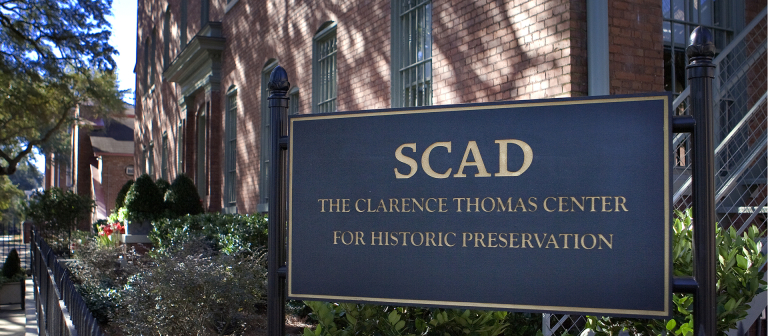 SCAD
THE CLARENCE THOMAS CENTER
FOR HISTORIC PRESERVATION